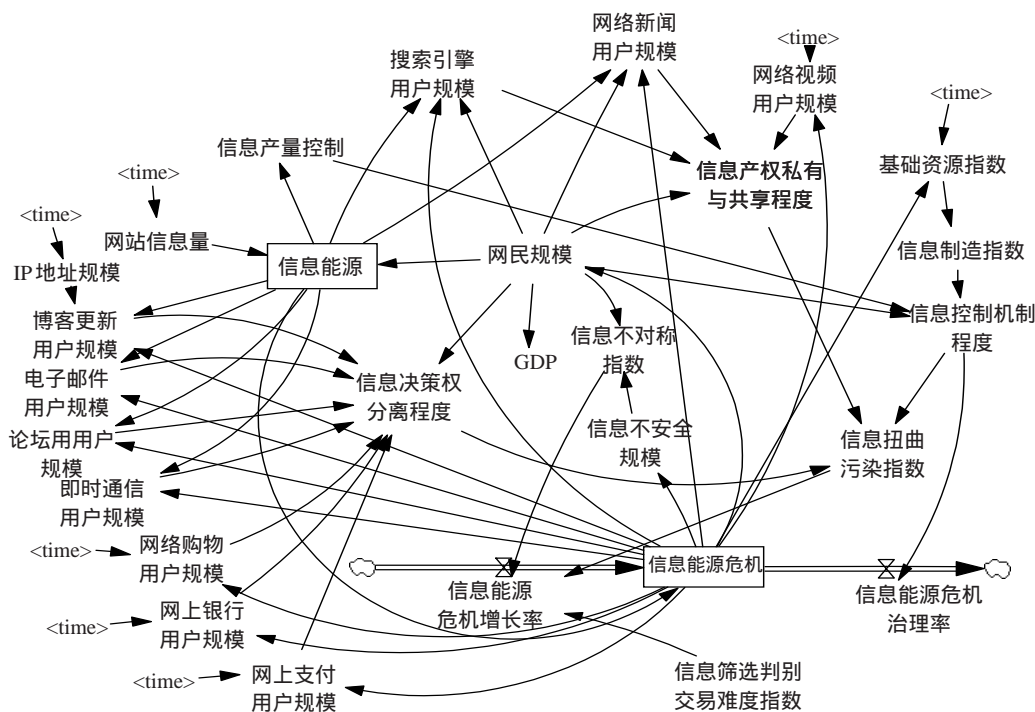 网络新闻
用户规模
<time>
搜索引擎
用户规模
网络视频
用户规模
<time>
信息产量控制
信息产权私有
与共享程度
基础资源指数
<time>
<time>
网站信息量
信息能源
网民规模
信息制造指数
IP 地址规模
信息控制机制
程度
博客更新
用户规模
信息不对称
指数
GDP
电子邮件
用户规模
信息决策权
分离程度
论坛用用户
规模
信息不安全
规模
信息扭曲
污染指数
即时通信
用户规模
<time>
网络购物
用户规模
信息能源危机
信息能源
危机增长率
信息能源危机
治理率
<time>
网上银行
用户规模
<time>
网上支付
用户规模
信息筛选判别
交易难度指数